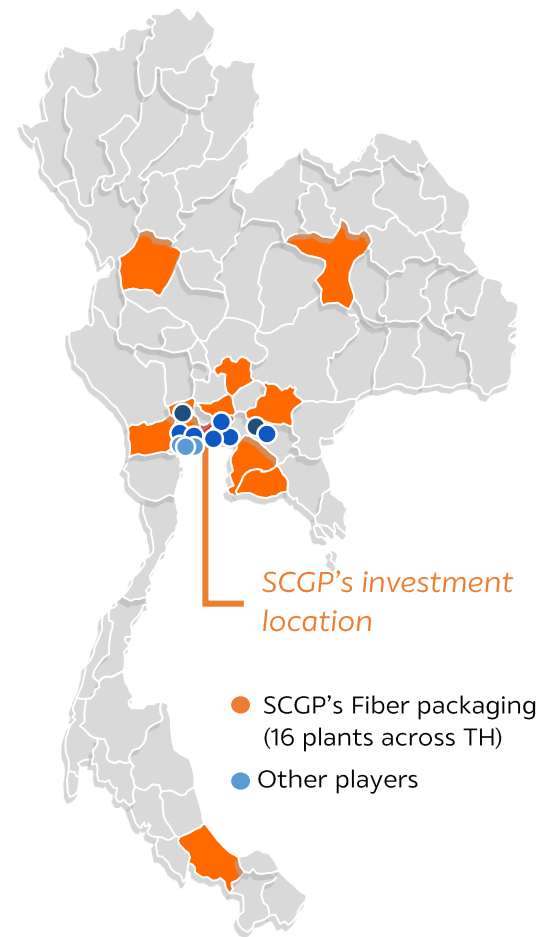 SCGP’s investment
location
SCGP’s Fiber packaging
(16 plants across TH)
Other players